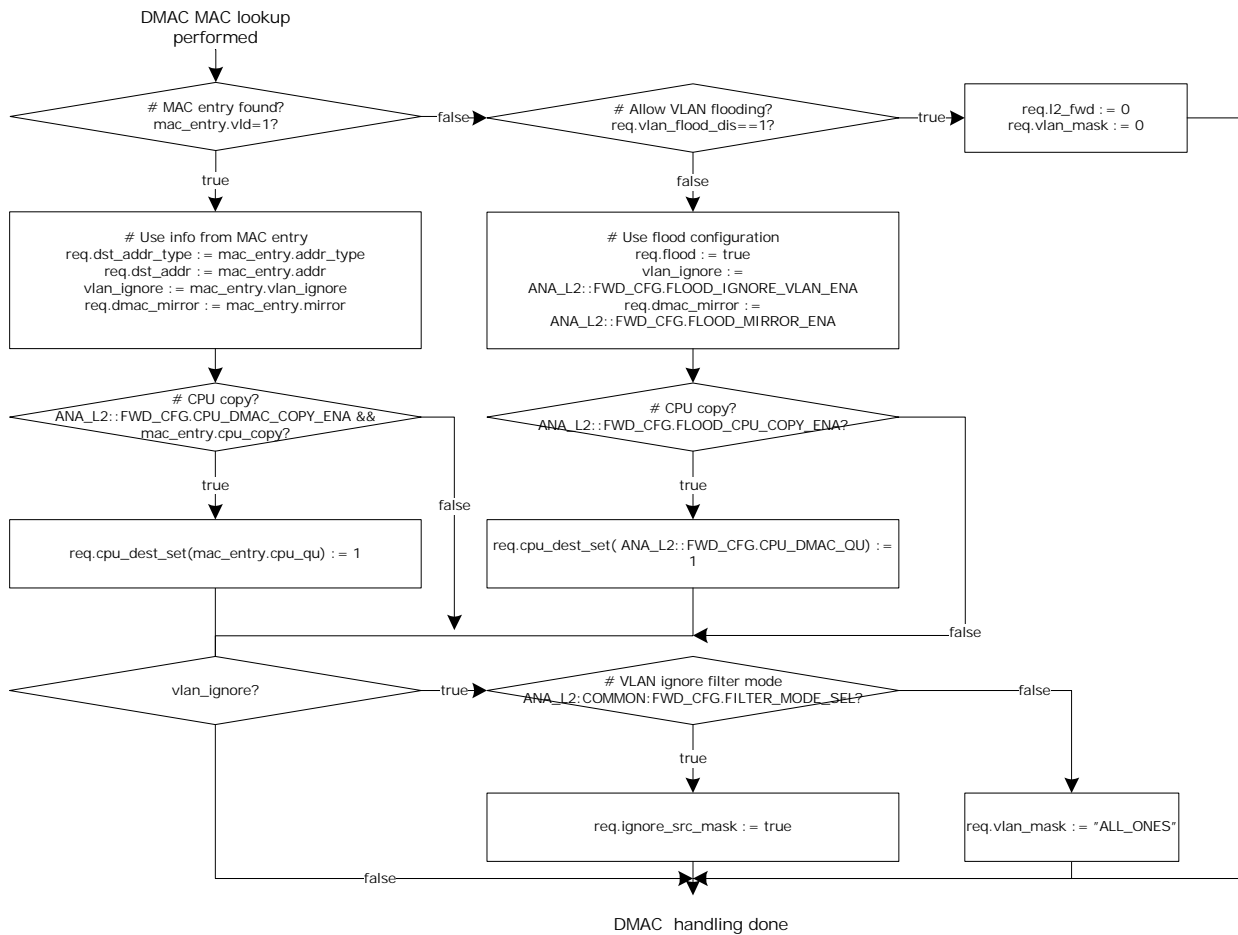 DMAC MAC lookup
performed
# MAC entry found?
mac_entry.vld=1?
false
# Allow VLAN flooding?
req.vlan_flood_dis==1?
true
req.l2_fwd := 0
req.vlan_mask := 0
true
false
# Use info from MAC entry
req.dst_addr_type := mac_entry.addr_type
req.dst_addr := mac_entry.addr
vlan_ignore := mac_entry.vlan_ignore
req.dmac_mirror := mac_entry.mirror
# Use flood configuration
req.flood := true
vlan_ignore :=
ANA_L2::FWD_CFG.FLOOD_IGNORE_VLAN_ENA
req.dmac_mirror :=
ANA_L2::FWD_CFG.FLOOD_MIRROR_ENA
# CPU copy?
ANA_L2::FWD_CFG.CPU_DMAC_COPY_ENA &&
mac_entry.cpu_copy?
# CPU copy?
ANA_L2::FWD_CFG.FLOOD_CPU_COPY_ENA?
true
false
true
req.cpu_dest_set(mac_entry.cpu_qu) := 1
req.cpu_dest_set( ANA_L2::FWD_CFG.CPU_DMAC_QU) :=
1
false
vlan_ignore?
true
# VLAN ignore filter mode
ANA_L2:COMMON:FWD_CFG.FILTER_MODE_SEL?
false
true
req.ignore_src_mask := true
req.vlan_mask := "ALL_ONES"
false
DMAC handling done